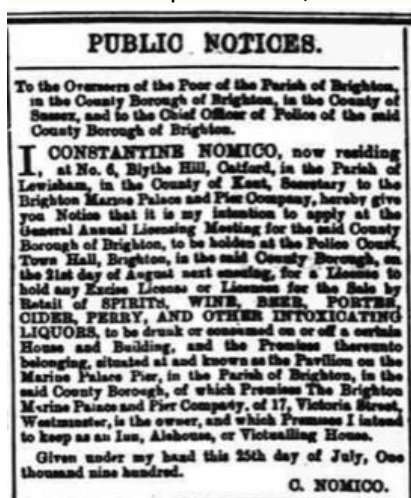 PUBLIC NOTICES.
To the Overseers of the Poor of the Parish of Brighton,
in the County Borough of Brighton, in the County of
Sussex, and to the Chief Officer of Police of the said
County Borough of Brighton.
I, CONSTANTINE NOMICO, now residing
at No. 6, Blythe Hill, Catford, in the Parish of
Lewisham, in the County of Kent, Secretary to the
Brighton Marine Palace and Pier Company, hereby give
you Notice that it is my intention to apply at the
General Annual Licensing Meeting for the said County
Borough of Brighton, to be holden at the Police Court,
Town Hall, Brighton, in the said County Borough, on
the 21st day of August next ensuing, for a License to
hold any Excise License or Licenses for the Sale by
Retail of SPIRITS, WINE, BEER, PORTER,
CIDER, PERRY, AND OTHER INTOXICATING
LIQUORS, to be drunk or consumed on or off a certain
House and Building, and the Premises thereunto
belonging, situated at and known as the Pavilion on the
Marine Palace Pier, in the Parish of Brighton, in the
said County Borough, of which Premises The Brighton
Marine Palace and Pier Company, of 17, Victoria Street,
Westminster, is the owner, and which Premises I intend
to keep as an Inn, Alehouse, or Victualling House.
Given under my hand this 25th day of July, One
thousand nine hundred.
C. NOMICO.